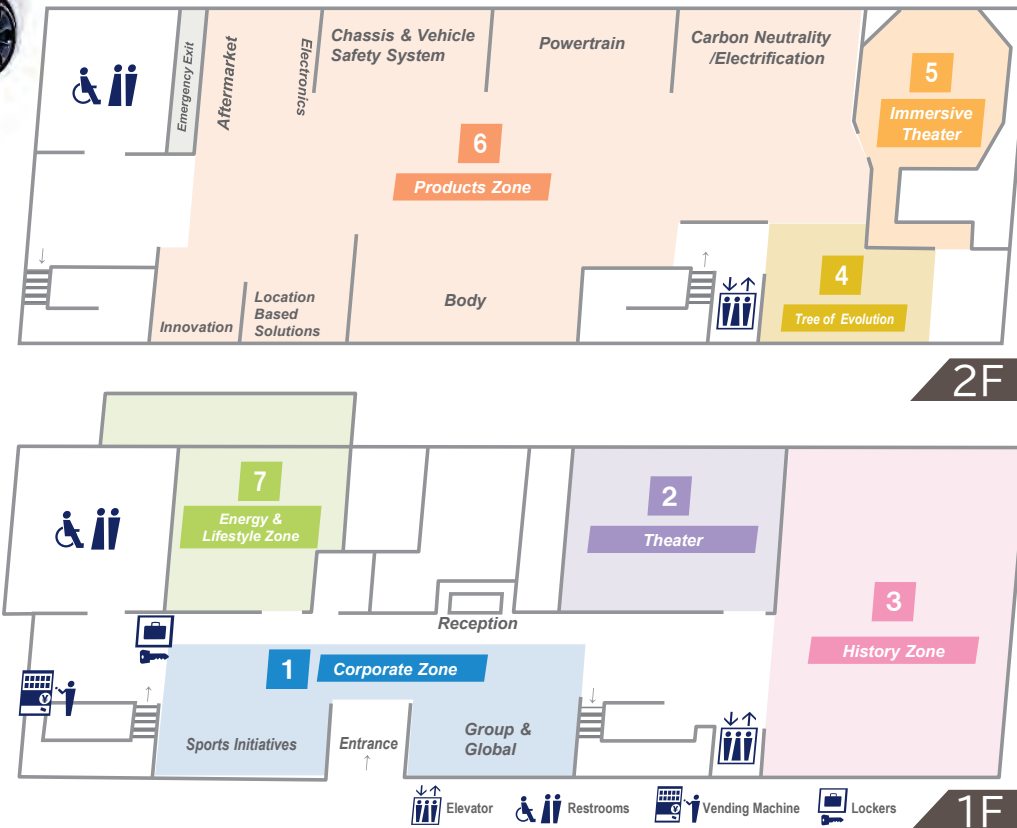 Emergency Exit
Aftermarket
Electronics
Chassis & Vehicle
Safety System
Powertrain
Carbon Neutrality
/Electrification
5
Immersive
Theater
6
Products Zone
↓
↑
↓↑
4
Tree of Evolution
Innovation
Location
Based
Solutions
Body
2F
7
Energy &
Lifestyle Zone
2
Theater
3
History Zone
Reception
1
Corporate Zone
¥
↑
↓
↓↑
Sports Initiatives
Entrance
↑
Group &
Global
↓↑
Elevator
Restrooms
¥
Vending Machine
Lockers
1F